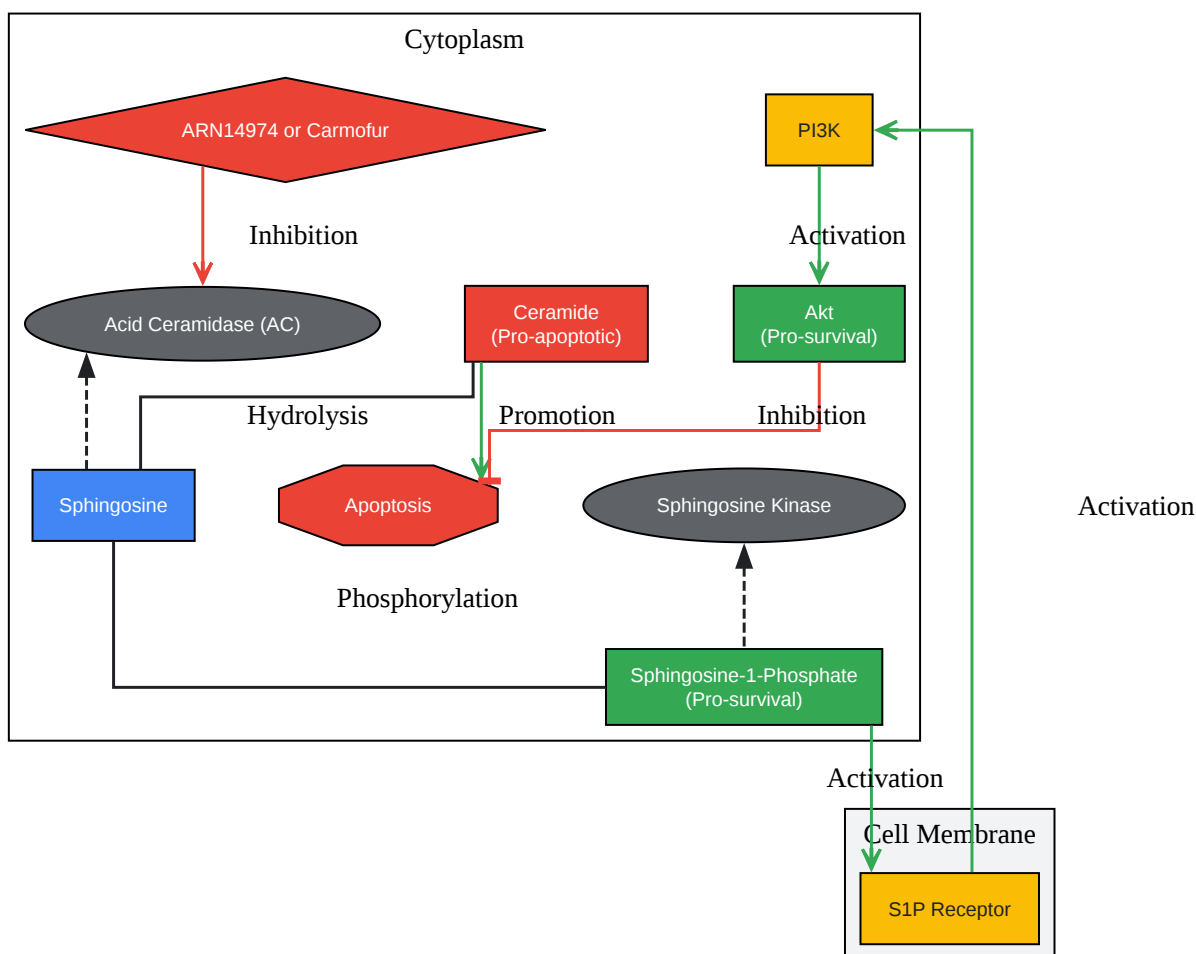 Cytoplasm
ARN14974 or Carmofur
PI3K
Inhibition
Activation
Acid Ceramidase (AC)
Ceramide
(Pro-apoptotic)
Akt
(Pro-survival)
Hydrolysis
Promotion
Inhibition
Sphingosine
Apoptosis
Sphingosine Kinase
Activation
Phosphorylation
Sphingosine-1-Phosphate
(Pro-survival)
Activation
Cell Membrane
S1P Receptor